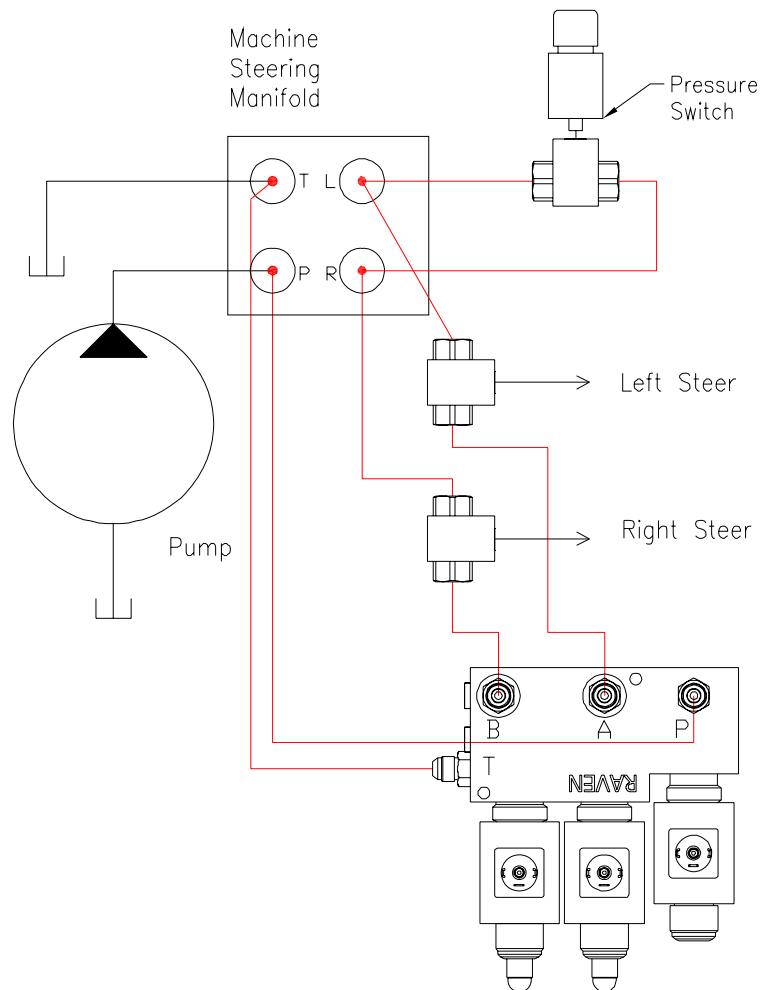 Machine
Steering
Manifold
Pressure
Switch
T L
P R
Left Steer
Right Steer
Pump
B A P
T
RAVEN